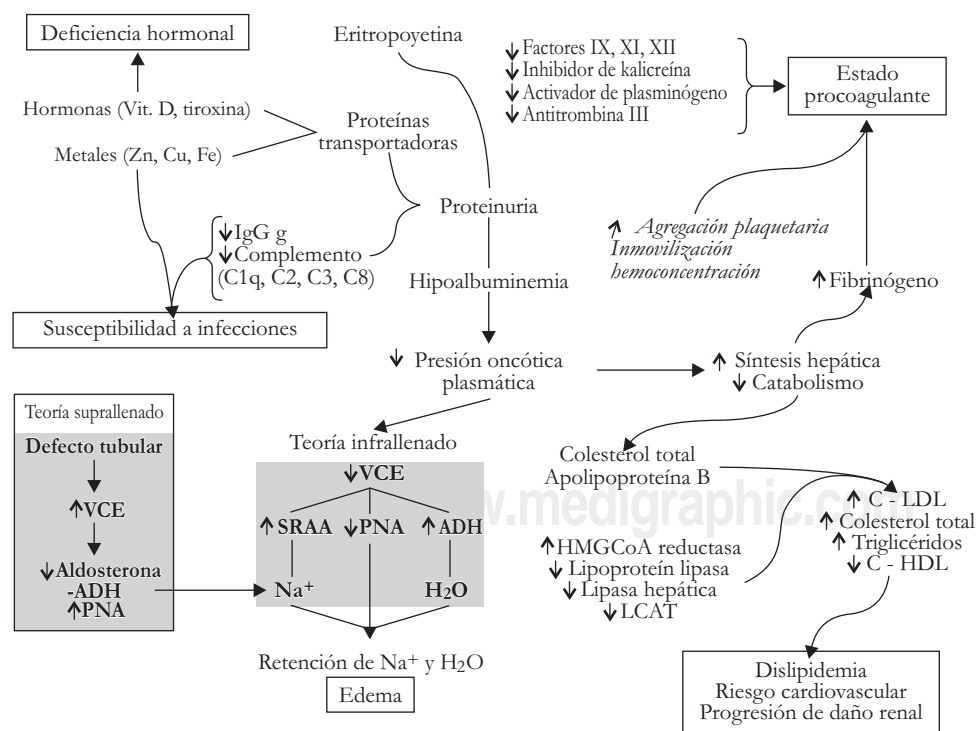 Deficiencia hormonal
Eritropoyetina
Hormonas (Vit. D, tiroxina)
Metales (Zn, Cu, Fe)
Proteínas
transportadoras
Proteinuria
↓IgG g
↓Complemento
(C1q, C2, C3, C8)
Susceptibilidad a infecciones
Hipoalbuminemia
↓ Factores IX, XI, XII
↓ Inhibidor de kalicreína
↓ Activador de plasminógeno
↓ Antitrombina III
Estado
procoagulante
↑ Agregación plaquetaria
Inmovilización
hemoconcentración
↑ Fibrinógeno
↓ Presión oncótica
plasmática
↑ Síntesis hepática
↓ Catabolismo
Teoría suprallenado
Defecto tubular
↑VCE
↓Aldosterona
-ADH
↑PNA
Teoría infrallenado
↓VCE
↑SRAA ↓PNA ↑ADH
Na+ H2O
Retención de Na+ y H2O
Edema
Colesterol total
Apolipoproteína B
www.medigraphic.com
↑HMGCoA reductasa
↓ Lipoproteín lipasa
↓ Lipasa hepática
↓ LCAT
↑ C - LDL
↑ Colesterol total
↑ Triglicéridos
↓ C - HDL
Dislipidemia
Riesgo cardiovascular
Progresión de daño renal